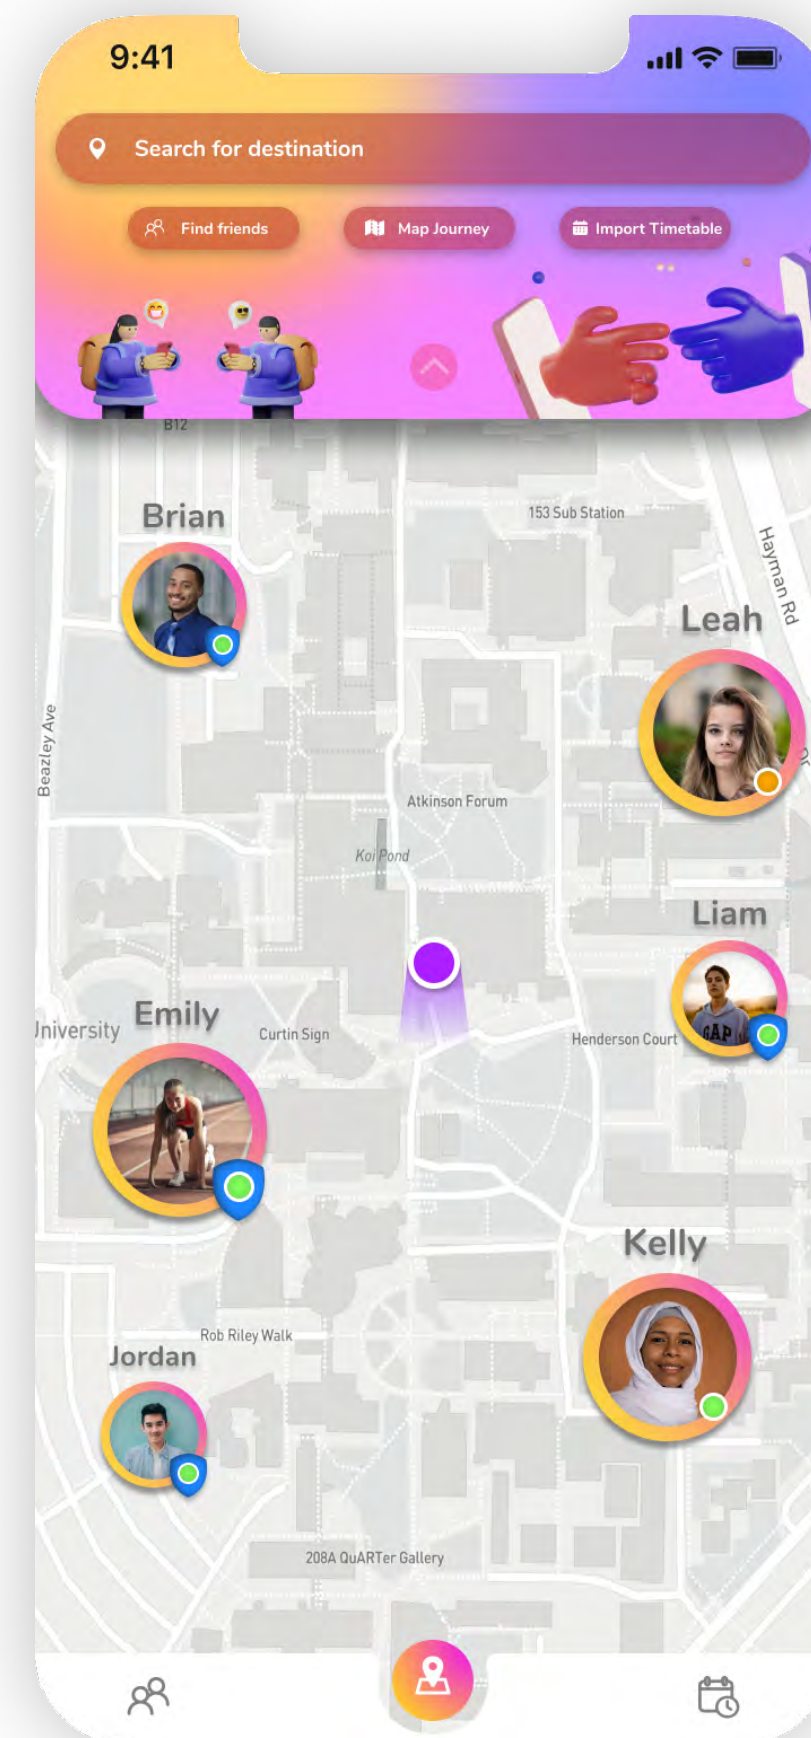 9:41
Search for destination
Find friends
Map Journey
Import Timetable
B12
Brian
153 Sub Station
Hayman Rd
Leah
Beazley Ave
Dr
Atkinson Forum
Koi Pond
Liam
Emily
University
Curtin Sign
Henderson Court
GAP
Kelly
Rob Riley Walk
Jordan
208A QuARTer Gallery